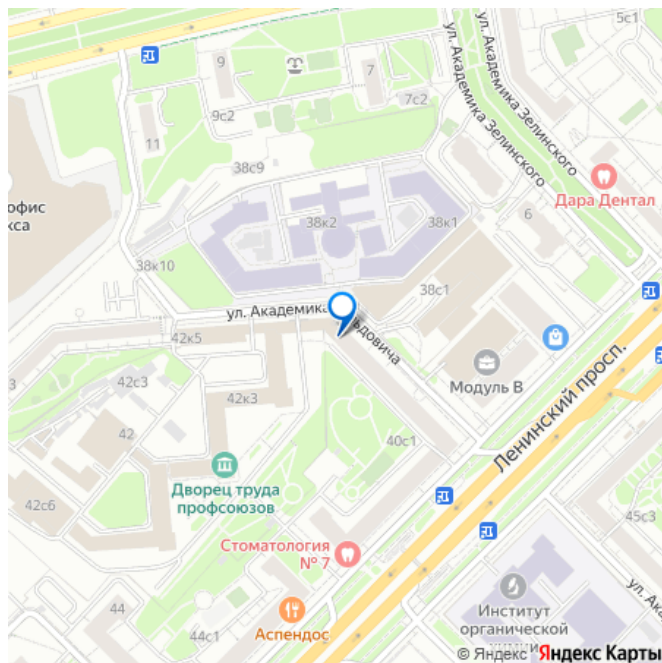 5с1
9
7
ул. Академика Зелинского
ул. Академика Зелинского
9с2
7с2
11
38с9
Дара Дентал
офис
кса
38к2
38к1
6
38к10
38с1
ул. Академика
льдовича
42к5
Модуль В
Ленинский просп.
42с3
42к3
42
40с1
Дворец труда
профсоюзов
42с6
45с3
Стоматология
№ 7
ул. Ака
44
Аспендос
44с1
Институт
органической
© Яндекс Яндекс Карты